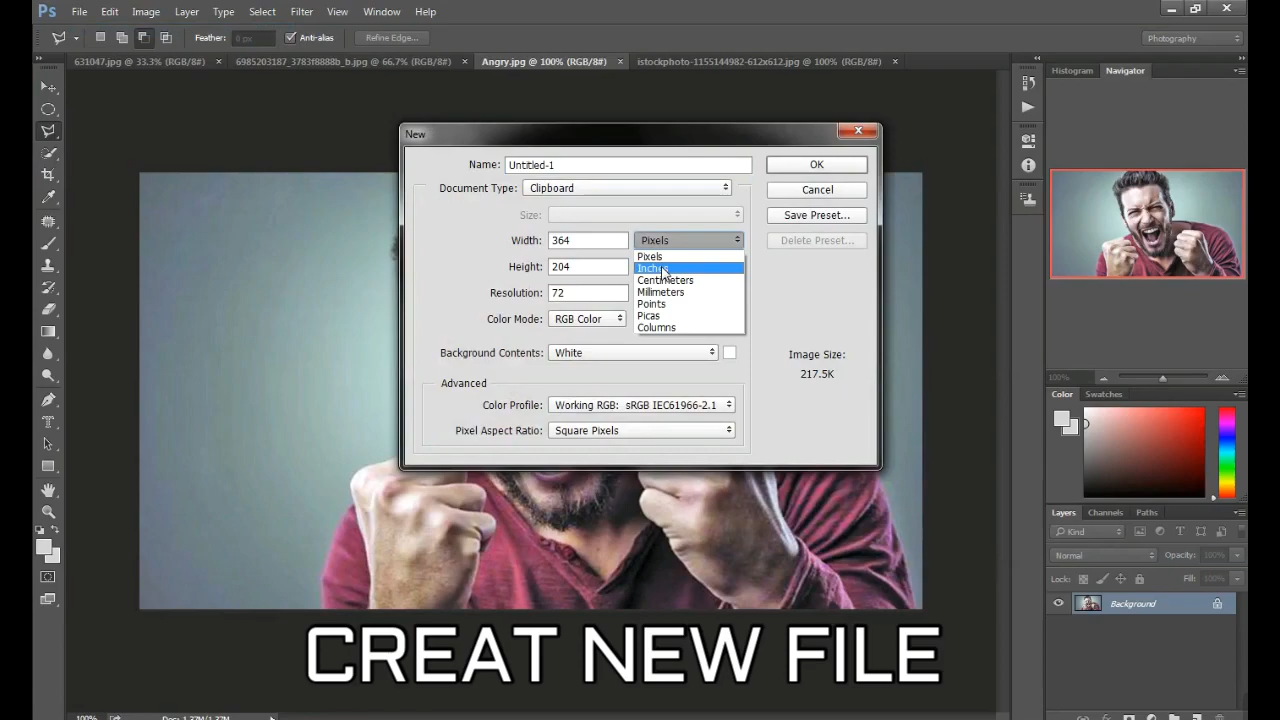 Ps File Edit Image Layer Type Select Filter View Window Help
Feather: 0 px Anti-alias Refine Edge... Photography
631047.jpg @ 33.3% (RGB/8#) × 6985203187_3783f8888b_b.jpg @ 66.7% (RGB/8#) × Angry.jpg @ 100% (RGB/8#) × istockphoto-1155144982-612x612.jpg @ 100% (RGB/8#) ×
Histogram Navigator
New
Name: Untitled-1 OK
Document Type: Clipboard Cancel
Size: Save Preset...
Width: 364 Pixels Delete Preset...
Pixels
Height: 204 Inches
Centimeters
Resolution: 72 Milimeters
Points
Color Mode: RGB Color Picas
Columns
Background Contents: White Image Size:
217.5K
Advanced
Color Profile: Working RGB: sRGB IEC61966-2.1
Pixel Aspect Ratio: Square Pixels
100%
Color Swatches
Layers Channels Paths
Kind
Normal Opacity: 100%
Lock: Fill: 100%
Background
CREAT NEW FILE
100% Doc: 1.37M/1.37M